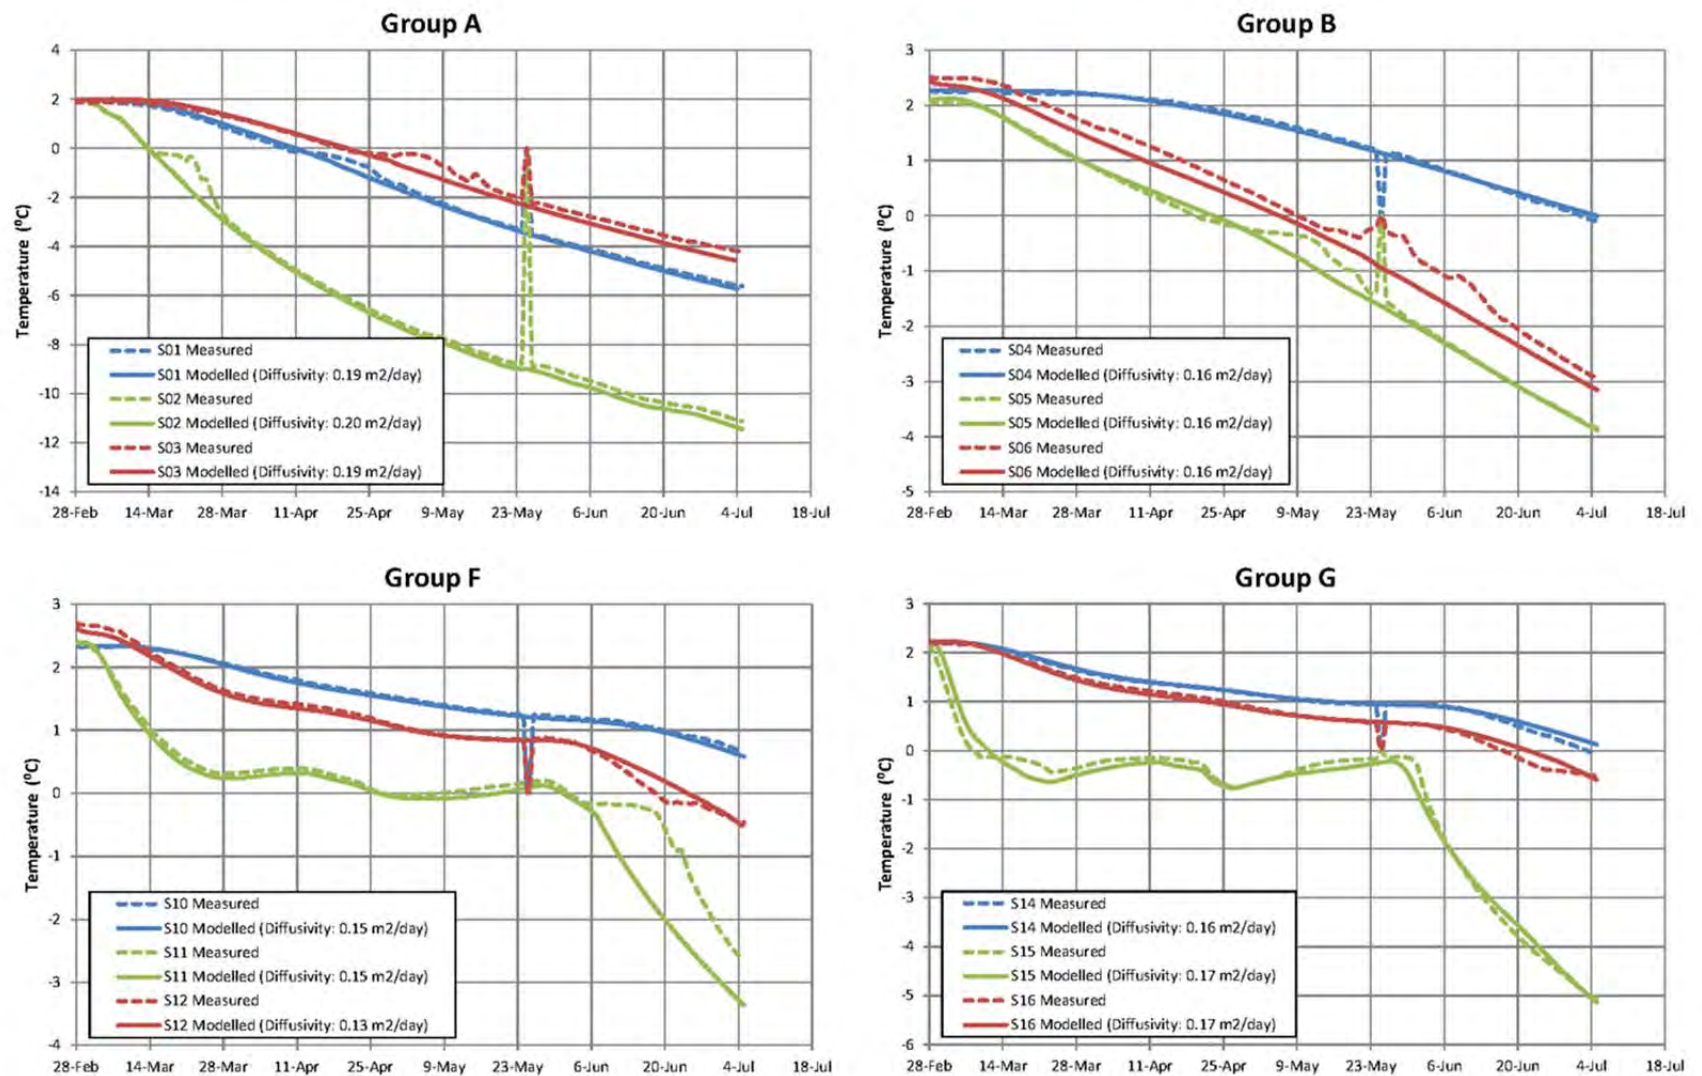 Group A
4
2
0
-2
-4
-6
-8
-10
-12
-14
Temperature (⁰C)
S01 Measured
S01 Modelled (Diffusivity: 0.19 m2/day)
S02 Measured
S02 Modelled (Diffusivity: 0.20 m2/day)
S03 Measured
S03 Modelled (Diffusivity: 0.19 m2/day)
28-Feb 14-Mar 28-Mar 11-Apr 25-Apr 9-May 23-May 6-Jun 20-Jun 4-Jul 18-Jul
Group B
3
2
1
0
-1
-2
-3
-4
-5
Temperature (⁰C)
S04 Measured
S04 Modelled (Diffusivity: 0.16 m2/day)
S05 Measured
S05 Modelled (Diffusivity: 0.16 m2/day)
S06 Measured
S06 Modelled (Diffusivity: 0.16 m2/day)
28-Feb 14-Mar 28-Mar 11-Apr 25-Apr 9-May 23-May 6-Jun 20-Jun 4-Jul 18-Jul
Group F
3
2
1
0
-1
-2
-3
-4
Temperature (⁰C)
S10 Measured
S10 Modelled (Diffusivity: 0.15 m2/day)
S11 Measured
S11 Modelled (Diffusivity: 0.15 m2/day)
S12 Measured
S12 Modelled (Diffusivity: 0.13 m2/day)
28-Feb 14-Mar 28-Mar 11-Apr 25-Apr 9-May 23-May 6-Jun 20-Jun 4-Jul 18-Jul
Group G
3
2
1
0
-1
-2
-3
-4
-5
-6
Temperature (⁰C)
S14 Measured
S14 Modelled (Diffusivity: 0.16 m2/day)
S15 Measured
S15 Modelled (Diffusivity: 0.17 m2/day)
S16 Measured
S16 Modelled (Diffusivity: 0.17 m2/day)
28-Feb 14-Mar 28-Mar 11-Apr 25-Apr 9-May 23-May 6-Jun 20-Jun 4-Jul 18-Jul